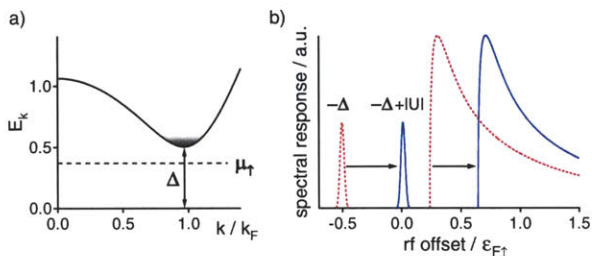 a)
E_k
1.0
0.5
0.0
μ↑
Δ
0.0 0.5 1.0
k / k_F
b)
spectral response / a.u.
−Δ
−Δ+|U|
-0.5 0.0 0.5 1.0 1.5
rf offset / ε_F↑